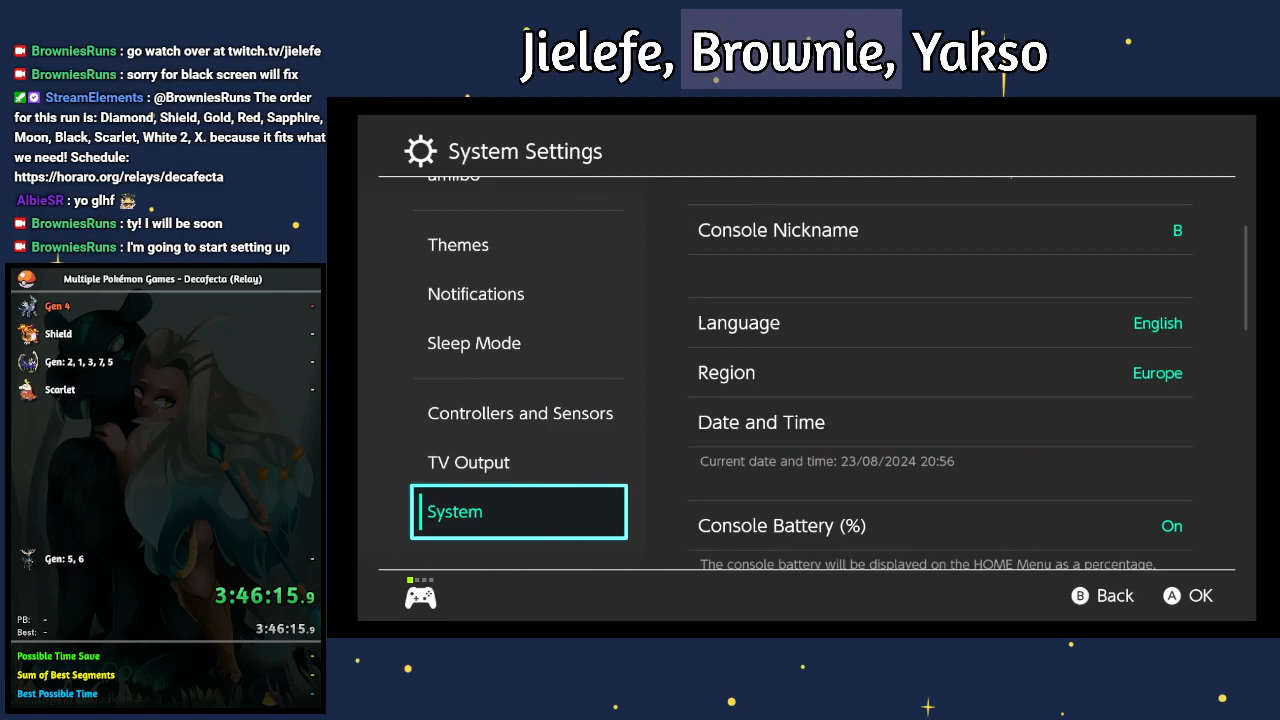 Jielefe, Brownie, Yakso
BrowniesRuns : go watch over at twitch.tv/jielefe
BrowniesRuns : sorry for black screen will fix
StreamElements : @BrowniesRuns The order
for this run is: Diamond, Shield, Gold, Red, Sapphire,
Moon, Black, Scarlet, White 2, X. because it fits what
we need! Schedule:
https://horaro.org/relays/decafecta
AlbieSR : yo glhf
BrowniesRuns : ty! I will be soon
BrowniesRuns : I'm going to start setting up
Multiple Pokémon Games - Decafecta (Relay)
Gen 4 -
Shield -
Gen: 2, 1, 3, 7, 5 -
Scarlet -
Gen: 5, 6 -
3:46:15.9
PB: -
Best: -
3:46:15.9
Possible Time Save -
Sum of Best Segments -
Best Possible Time -
System Settings
amiibo
Themes
Notifications
Sleep Mode
Controllers and Sensors
TV Output
System
Console Nickname B
Language English
Region Europe
Date and Time
Current date and time: 23/08/2024 20:56
Console Battery (%) On
The console battery will be displayed on the HOME Menu as a percentage.
B Back A OK